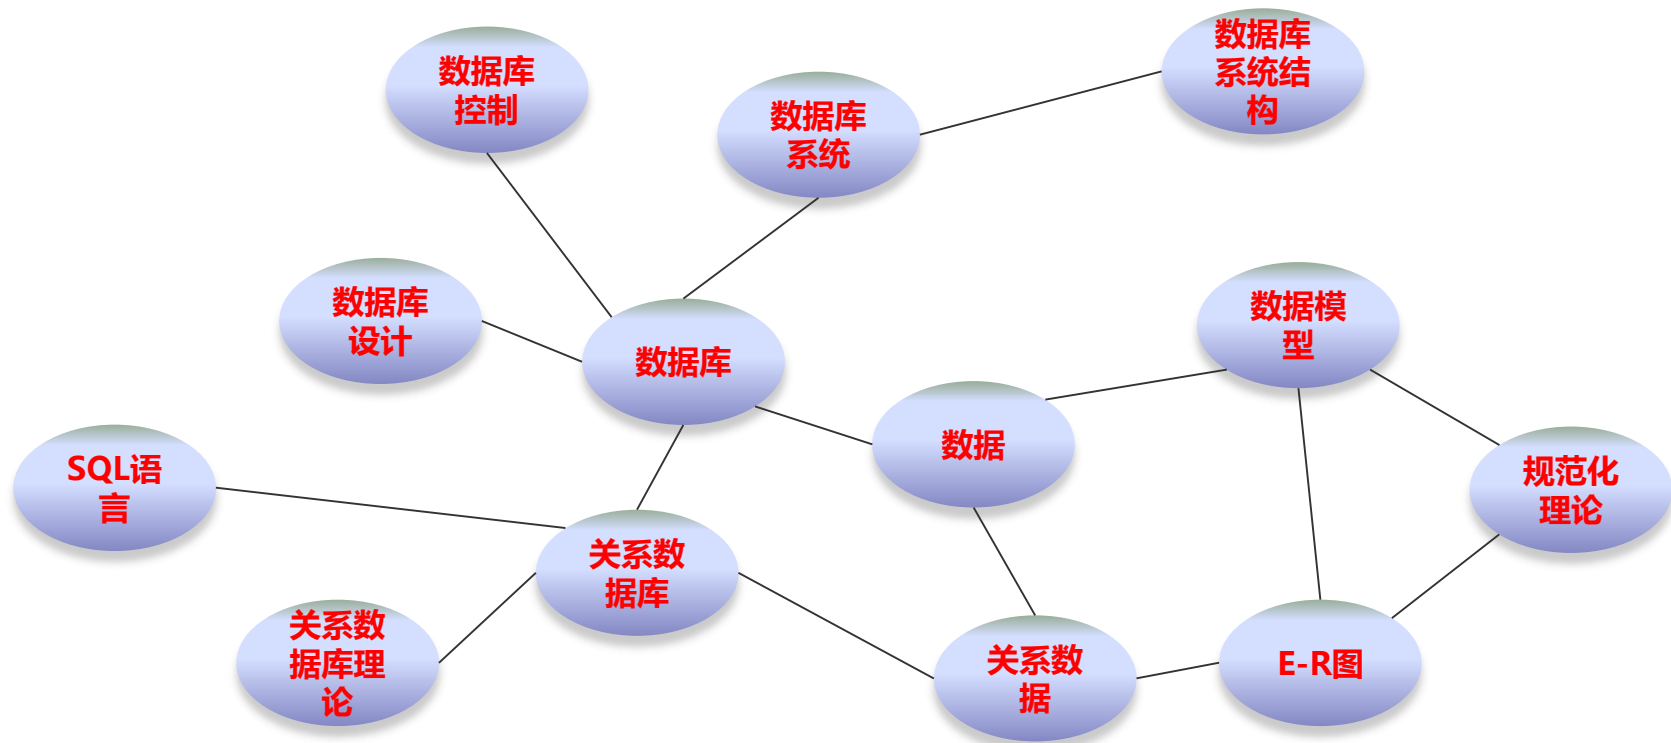 数据库
控制
数据库
系统
数据库
系统结
构
数据库
设计
数据库
数据模
型
数据
SQL语
言
规范化
理论
关系数
据库
关系数
据库理
论
关系数
据
E-R图